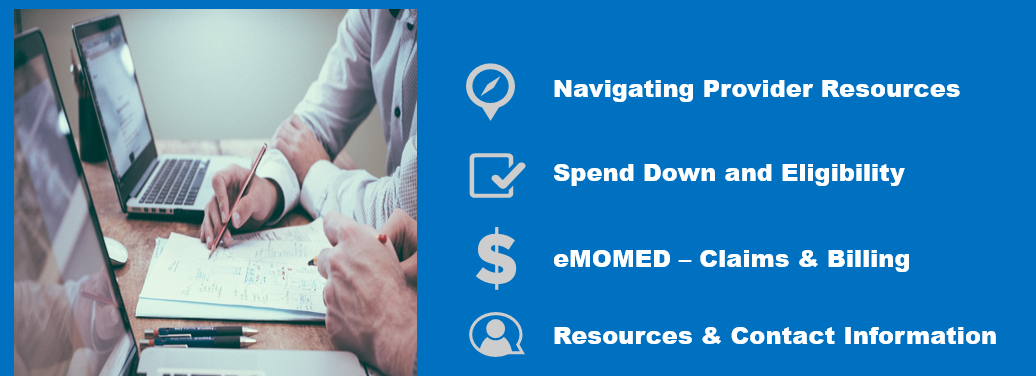 Navigating Provider Resources
Spend Down and Eligibility
$
eMOMED – Claims & Billing
Resources & Contact Information